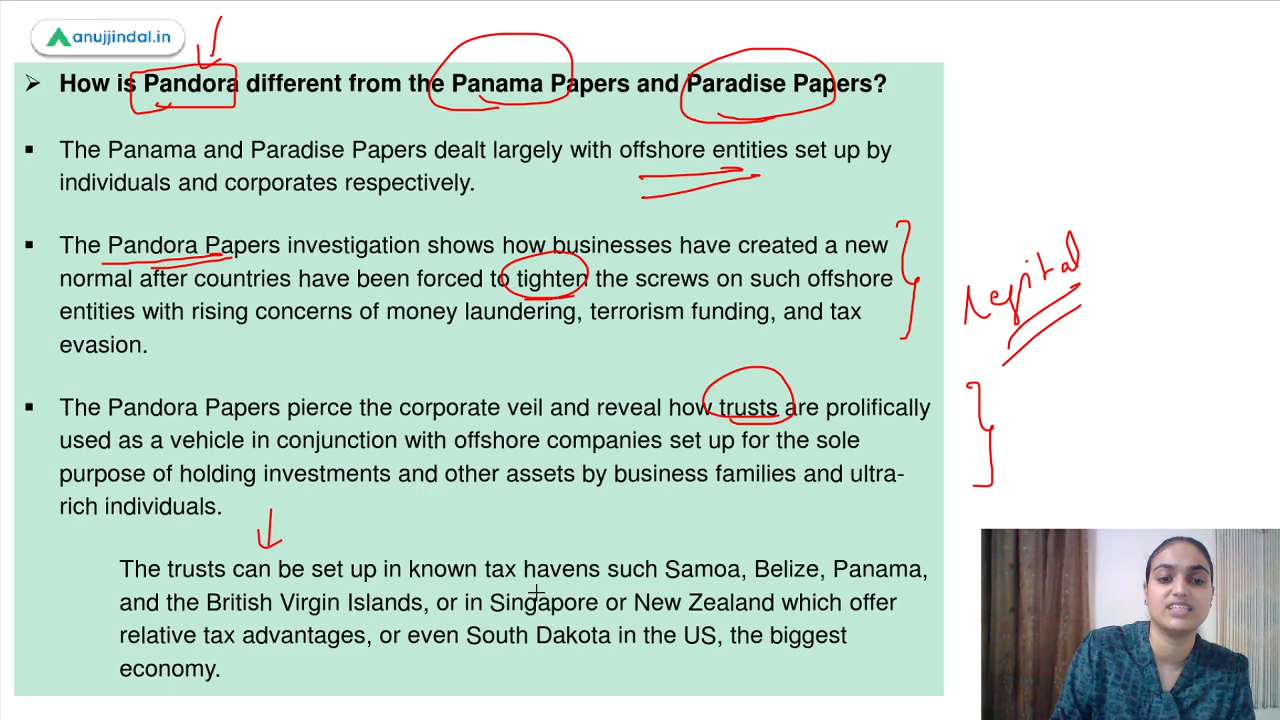 anujjindal.in
How is Pandora different from the Panama Papers and Paradise Papers?
The Panama and Paradise Papers dealt largely with offshore entities set up by
individuals and corporates respectively.
The Pandora Papers investigation shows how businesses have created a new
normal after countries have been forced to tighten the screws on such offshore
entities with rising concerns of money laundering, terrorism funding, and tax
evasion.
The Pandora Papers pierce the corporate veil and reveal how trusts are prolifically
used as a vehicle in conjunction with offshore companies set up for the sole
purpose of holding investments and other assets by business families and ultra-
rich individuals.
The trusts can be set up in known tax havens such Samoa, Belize, Panama,
and the British Virgin Islands, or in Singapore or New Zealand which offer
relative tax advantages, or even South Dakota in the US, the biggest
economy.